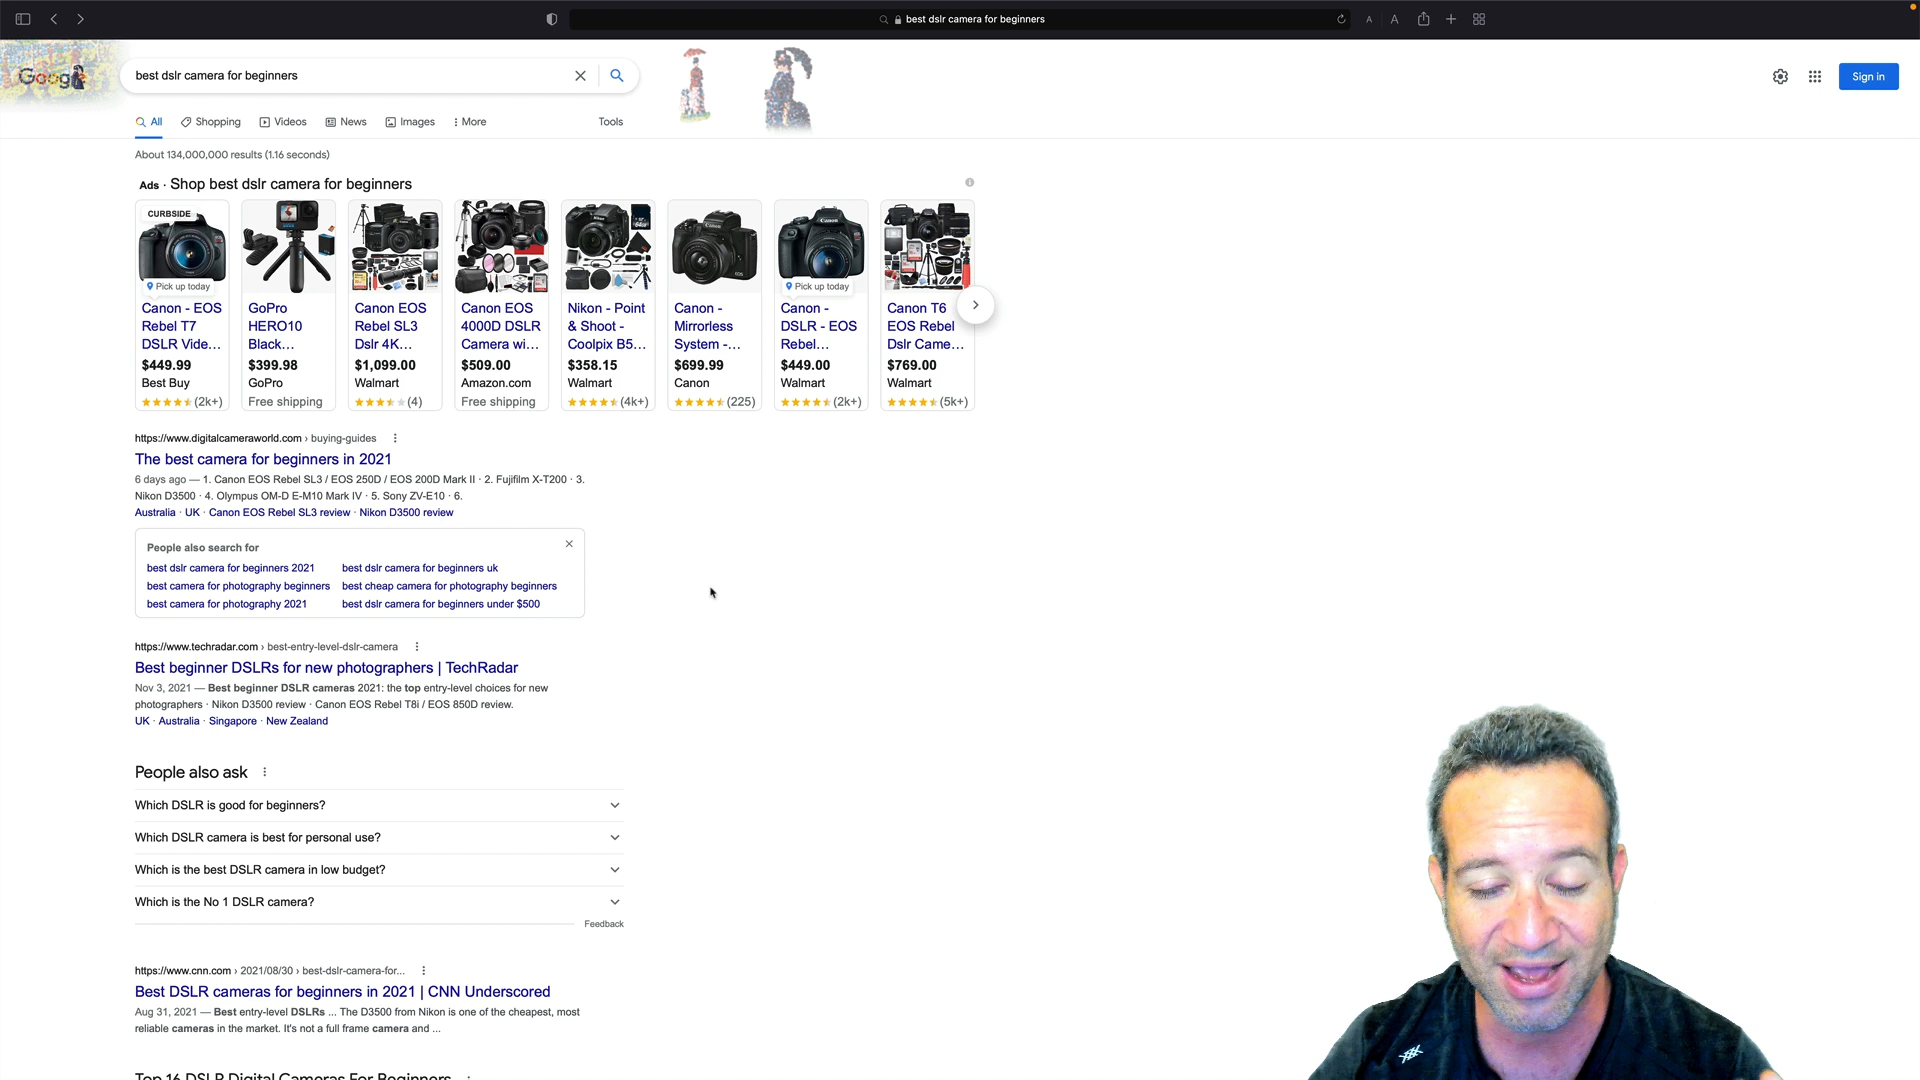 best dslr camera for beginners
A A
Google
best dslr camera for beginners
Sign in
All Shopping Videos News Images More Tools
About 134,000,000 results (1.16 seconds)
Ads · Shop best dslr camera for beginners
CURBSIDE
Pick up today
Canon - EOS
Rebel T7
DSLR Vide...
$449.99
Best Buy
(2k+)
GoPro
HERO10
Black...
$399.98
GoPro
Free shipping
Canon EOS
Rebel SL3
Dslr 4K...
$1,099.00
Walmart
(4)
Canon EOS
4000D DSLR
Camera wi...
$509.00
Amazon.com
Free shipping
Nikon - Point
& Shoot -
Coolpix B5...
$358.15
Walmart
(4k+)
Canon -
Mirrorless
System -...
$699.99
Canon
(225)
Pick up today
Canon -
DSLR - EOS
Rebel...
$449.00
Walmart
(2k+)
Canon T6
EOS Rebel
Dslr Came...
$769.00
Walmart
(5k+)
https://www.digitalcameraworld.com › buying-guides
The best camera for beginners in 2021
6 days ago — 1. Canon EOS Rebel SL3 / EOS 250D / EOS 200D Mark II · 2. Fujifilm X-T200 · 3.
Nikon D3500 · 4. Olympus OM-D E-M10 Mark IV · 5. Sony ZV-E10 · 6.
Australia · UK · Canon EOS Rebel SL3 review · Nikon D3500 review
People also search for
best dslr camera for beginners 2021 best dslr camera for beginners uk
best camera for photography beginners best cheap camera for photography beginners
best camera for photography 2021 best dslr camera for beginners under $500
https://www.techradar.com › best-entry-level-dslr-camera
Best beginner DSLRs for new photographers | TechRadar
Nov 3, 2021 — Best beginner DSLR cameras 2021: the top entry-level choices for new
photographers · Nikon D3500 review · Canon EOS Rebel T8i / EOS 850D review.
UK · Australia · Singapore · New Zealand
People also ask
Which DSLR is good for beginners?
Which DSLR camera is best for personal use?
Which is the best DSLR camera in low budget?
Which is the No 1 DSLR camera?
Feedback
https://www.cnn.com › 2021/08/30 › best-dslr-camera-for...
Best DSLR cameras for beginners in 2021 | CNN Underscored
Aug 31, 2021 — Best entry-level DSLRs ... The D3500 from Nikon is one of the cheapest, most
reliable cameras in the market. It's not a full frame camera and ...
Top 16 DSLR Digital Cameras For Beginners